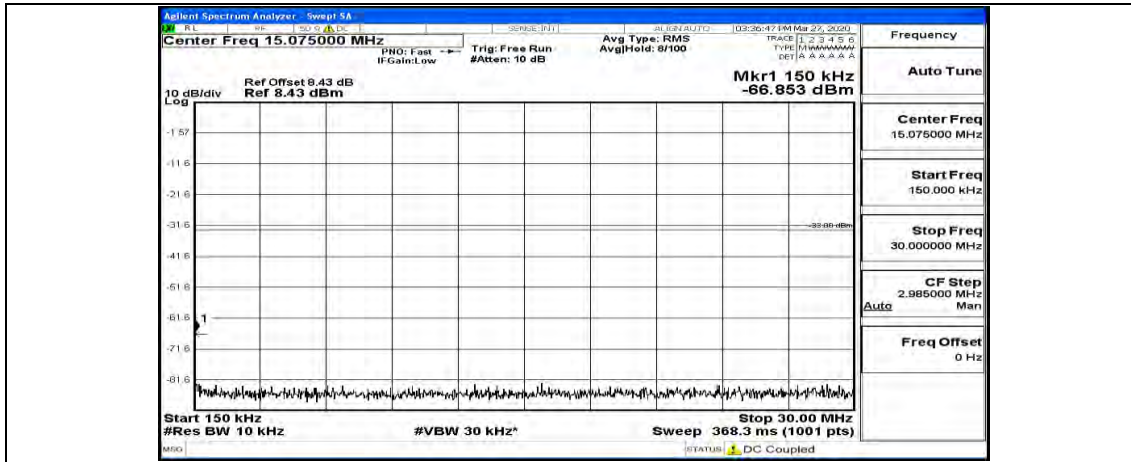 Agilent Spectrum Analyzer - Swept SA
RL RF 50 Ω DC SENSE:INT ALIGN AUTO 03:36:47 PM Mar 27, 2020
Center Freq 15.075000 MHz
PNO: Fast
IFGain:Low
Trig: Free Run
#Atten: 10 dB
Avg Type: RMS
Avg|Hold: 8/100
TRACE 1 2 3 4 5 6
TYPE M
DET A A A A A A
Ref Offset 8.43 dB
10 dB/div Ref 8.43 dBm
Log
Mkr1 150 kHz
-66.853 dBm
-1.57
-11.6
-21.6
-31.6
-33.00 dBm
-41.6
-51.6
-61.6
1
-71.6
-81.6
Start 150 kHz
Stop 30.00 MHz
#Res BW 10 kHz
#VBW 30 kHz*
Sweep 368.3 ms (1001 pts)
MSG
STATUS DC Coupled
Frequency
Auto Tune
Center Freq
15.075000 MHz
Start Freq
150.000 kHz
Stop Freq
30.000000 MHz
CF Step
2.985000 MHz
Auto Man
Freq Offset
0 Hz